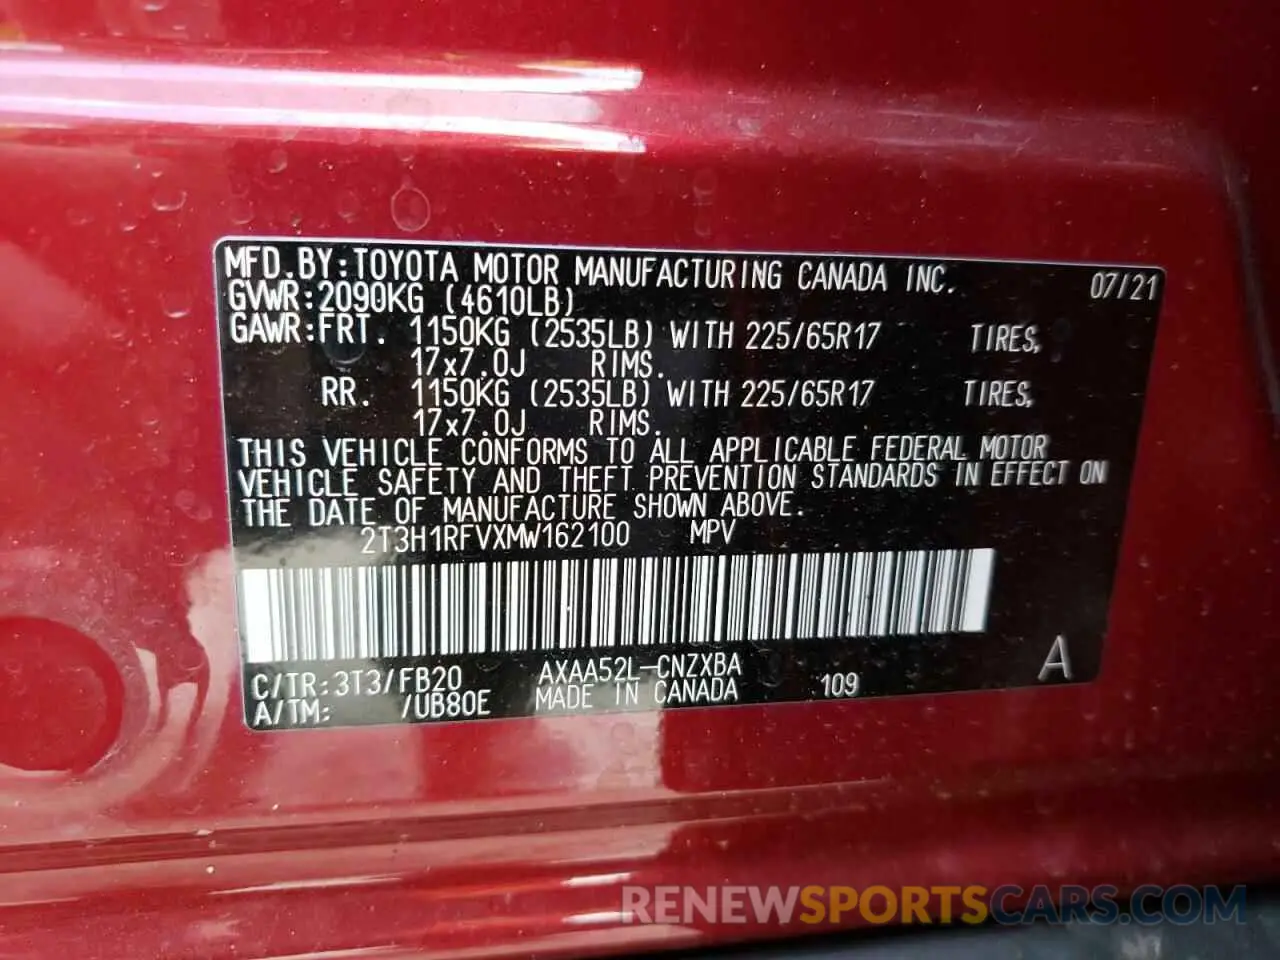 MFD.BY:TOYOTA MOTOR MANUFACTURING CANADA INC. 07/21
GVWR:2090KG (4610LB)
GAWR:FRT. 1150KG (2535LB) WITH 225/65R17 TIRES,
17x7.0J RIMS.
RR. 1150KG (2535LB) WITH 225/65R17 TIRES,
17x7.0J RIMS.
THIS VEHICLE CONFORMS TO ALL APPLICABLE FEDERAL MOTOR
VEHICLE SAFETY AND THEFT PREVENTION STANDARDS IN EFFECT ON
THE DATE OF MANUFACTURE SHOWN ABOVE.
2T3H1RFVXMW162100 MPV
C/TR:3T3/FB20 AXAA52L-CNZXBA A
A/TM: /UB80E MADE IN CANADA 109
RENEWSPORTSCARS.COM